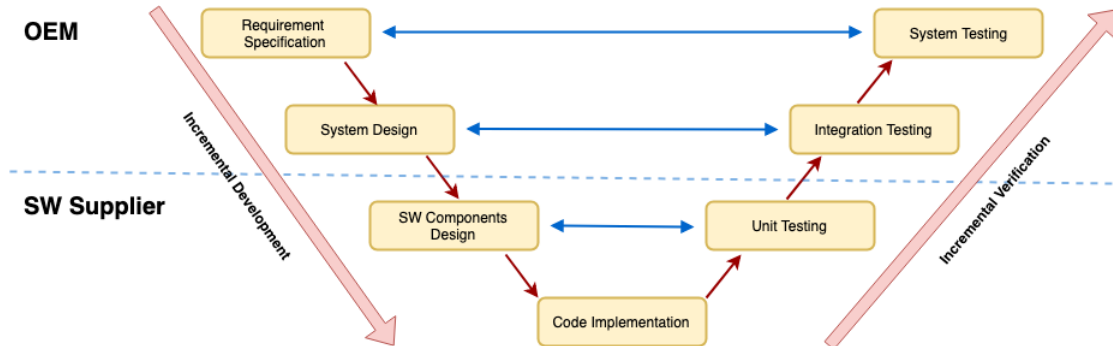 OEM
Requirement
Specification
System Testing
System Design
Integration Testing
Incremental Development
Incremental Verification
SW Supplier
SW Components
Design
Unit Testing
Code Implementation